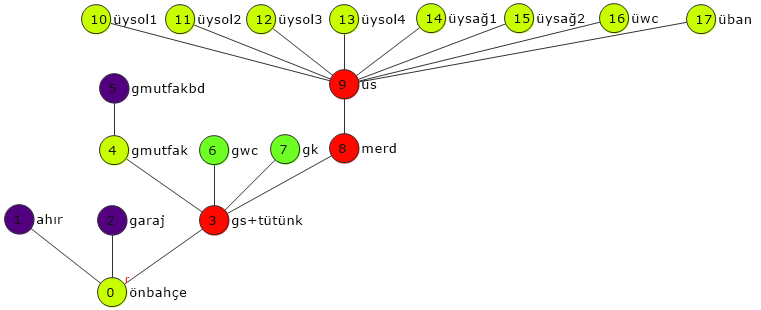 10 üysol1 11 üysol2 12 üysol3 13 üysol4 14 üysağ1 15 üysağ2 16 üwc 17 üban
9 üs
5 gmutfakbd
4 gmutfak 6 gwc 7 gk 8 merd
1 ahır 2 garaj 3 gs+tütünk
r
0 önbahçe